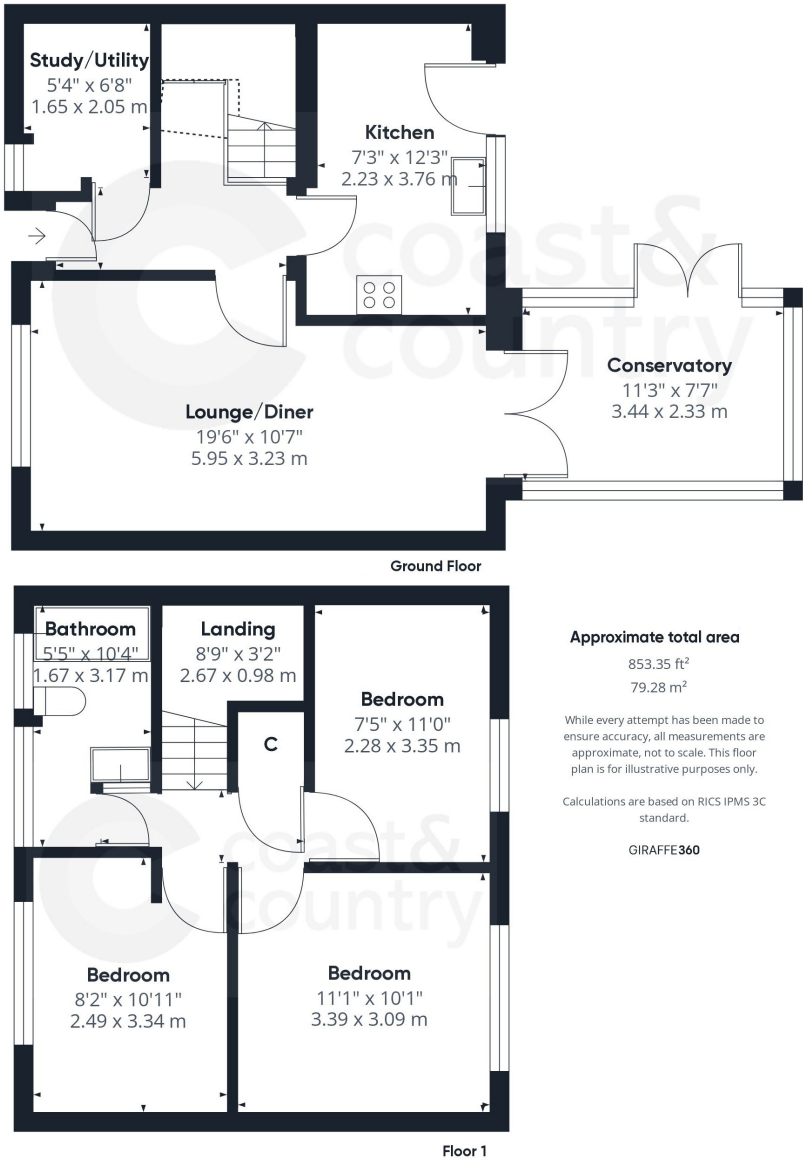 Study/Utility
5'4" x 6'8"
1.65 x 2.05 m
Kitchen
7'3" x 12'3"
2.23 x 3.76 m
coast&
country
Conservatory
11'3" x 7'7"
3.44 x 2.33 m
Lounge/Diner
19'6" x 10'7"
5.95 x 3.23 m
Ground Floor
Bathroom
5'5" x 10'4"
1.67 x 3.17 m
Landing
8'9" x 3'2"
2.67 x 0.98 m
Bedroom
7'5" x 11'0"
2.28 x 3.35 m
C
coast&
country
Bedroom
8'2" x 10'11"
2.49 x 3.34 m
Bedroom
11'1" x 10'1"
3.39 x 3.09 m
Floor 1
Approximate total area
853.35 ft²
79.28 m²
While every attempt has been made to
ensure accuracy, all measurements are
approximate, not to scale. This floor
plan is for illustrative purposes only.
Calculations are based on RICS IPMS 3C
standard.
GIRAFFE360